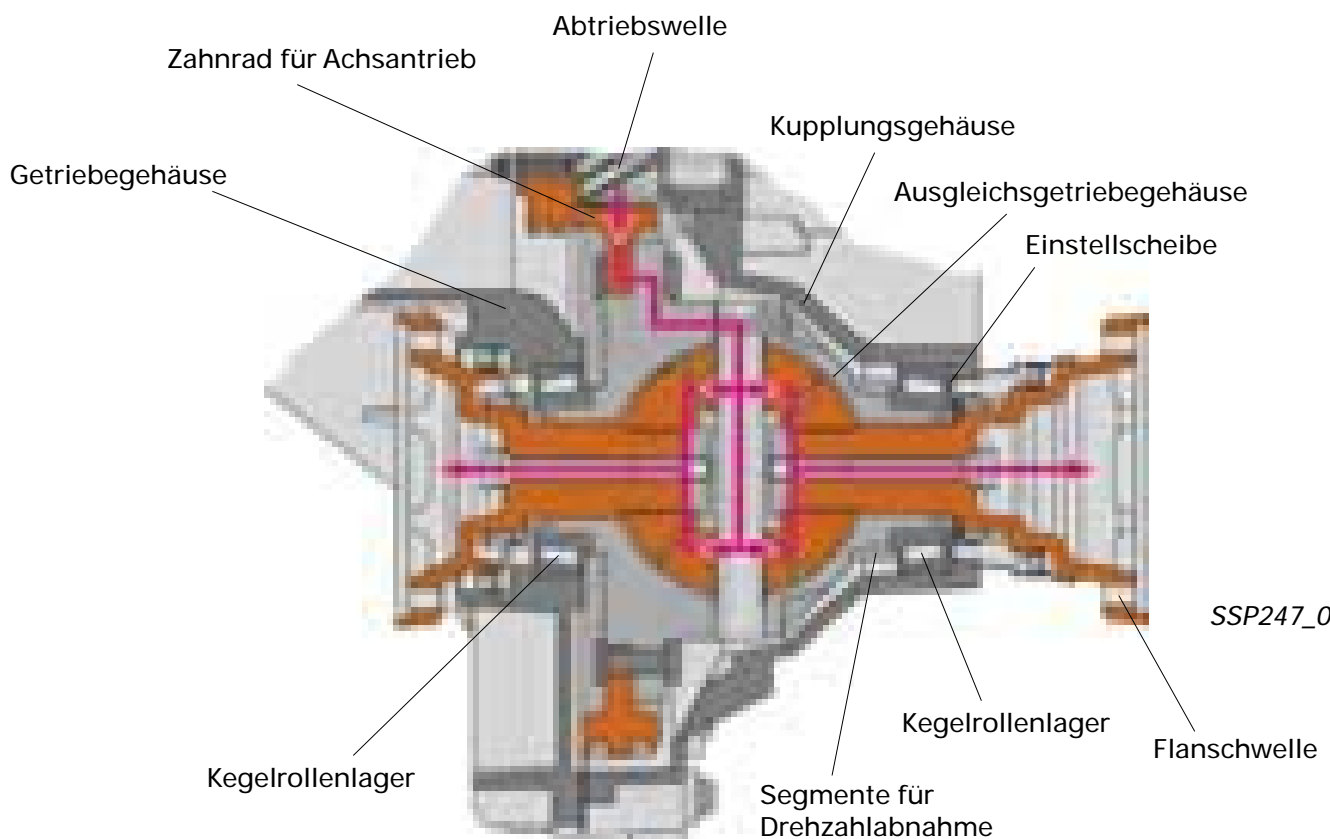 Abtriebswelle
Zahnrad für Achsantrieb
Kupplungsgehäuse
Getriebegehäuse
Ausgleichsgetriebegehäuse
Einstellscheibe
SSP247_0
Kegelrollenlager
Flanschwelle
Kegelrollenlager
Segmente für
Drehzahlabnahme